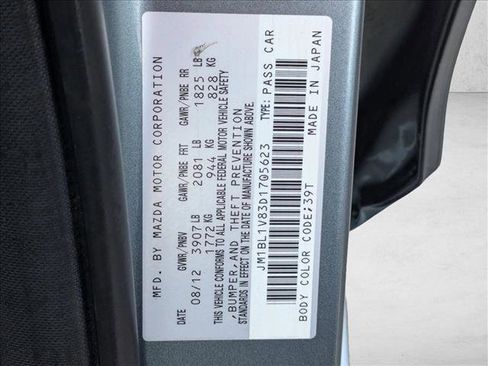 MFD. BY MAZDA MOTOR CORPORATION
GVWR/PNBV GAWR/PNBE FRT GAWR/PNBE RR
DATE 3907 LB 2081 LB 1825 LB
08/12 1772 KG 944 KG 828 KG
THIS VEHICLE CONFORMS TO ALL APPLICABLE FEDERAL MOTOR VEHICLE SAFETY
,BUMPER, AND THEFT PREVENTION
STANDARDS IN EFFECT ON THE DATE OF MANUFACTURE SHOWN ABOVE
JM1BL1V83D1705623 TYPE:PASS CAR
BODY COLOR CODE;39T MADE IN JAPAN